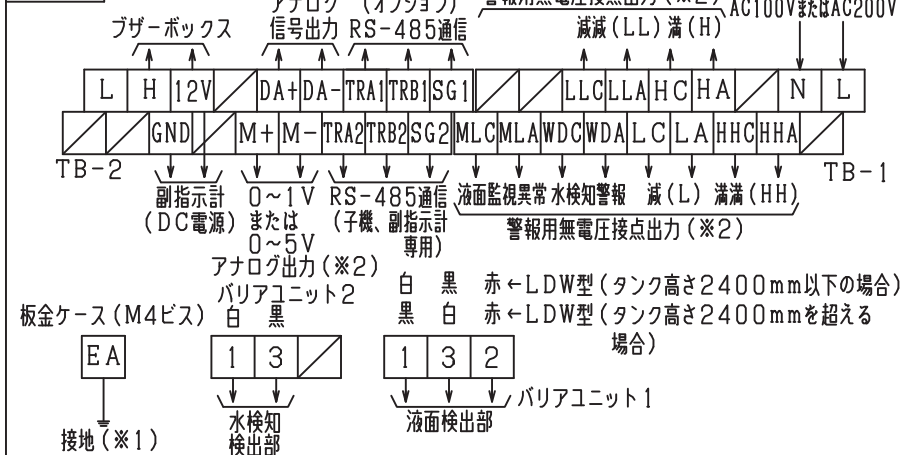 アナログ (オプション) 警報用無電圧接点出力(※2) AC100VまたはAC200V
ブザーボックス 信号出力 RS-485通信 減減(LL) 満(H)
L H 12V DA+ DA- TRA1 TRB1 SG1 LLC LLA HC HA N L
GND M+ M- TRA2 TRB2 SG2 MLC MLA WDC WDA LC LA HHC HHA
TB-2 TB-1
副指示計 0~1V RS-485通信 液面監視異常 水検知警報 減(L) 満満(HH)
(DC電源) または (子機、副指示計
0~5V 専用) 警報用無電圧接点出力(※2)
アナログ出力(※2)
白 黒 赤←LDW型(タンク高さ2400mm以下の場合)
バリアユニット2
板金ケース(M4ビス) 白 黒 黒 白 赤←LDW型(タンク高さ2400mmを超える
場合)
EA 1 3 1 3 2
バリアユニット1
水検知 液面検出部
検出部
接地(※1)